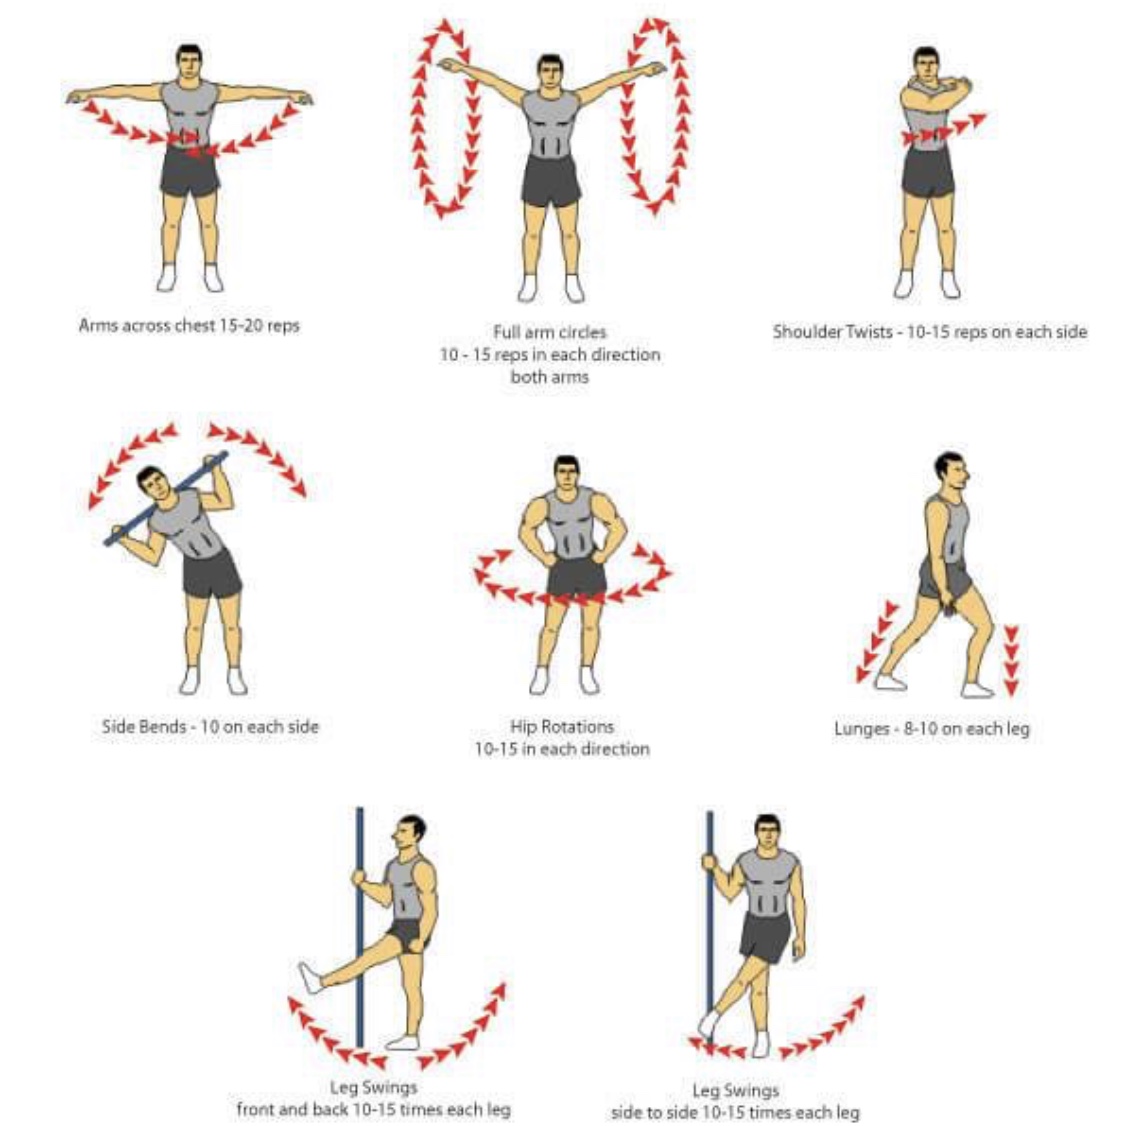 Arms across chest 15-20 reps
Full arm circles
10 - 15 reps in each direction
both arms
Shoulder Twists - 10-15 reps on each side
Side Bends - 10 on each side
Hip Rotations
10-15 in each direction
Lunges - 8-10 on each leg
Leg Swings
front and back 10-15 times each leg
Leg Swings
side to side 10-15 times each leg